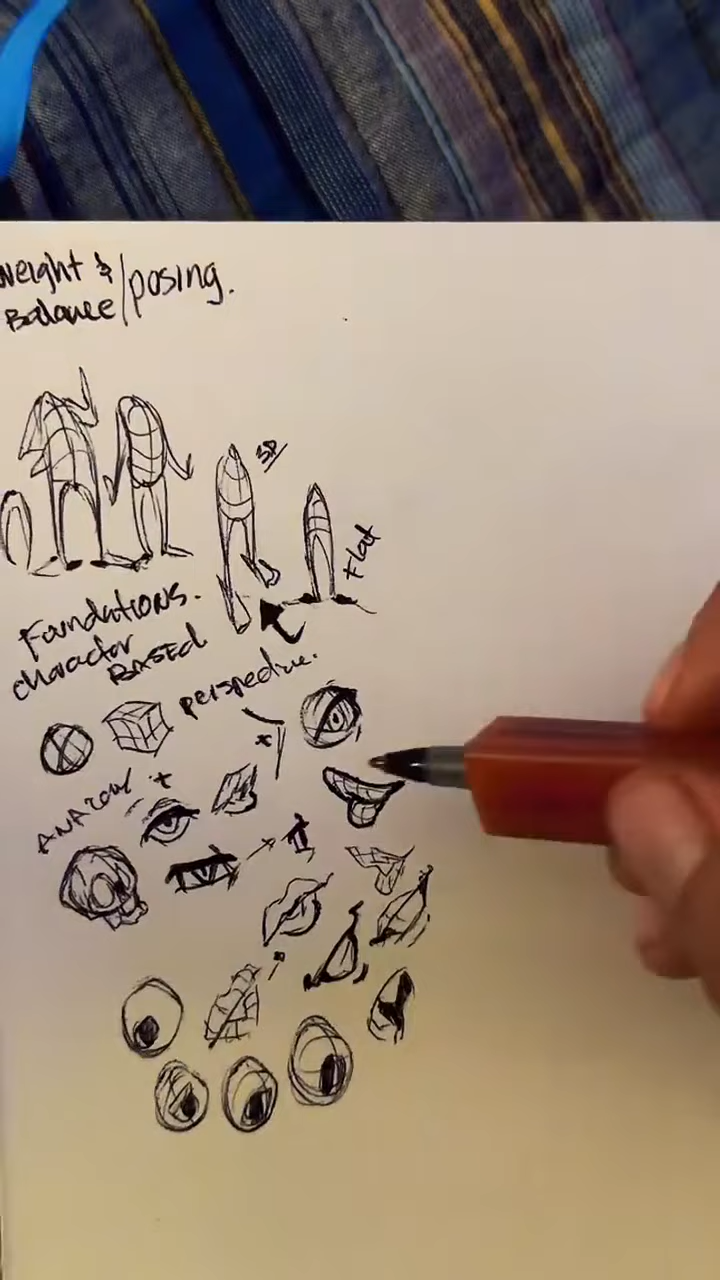 weight &
Balance/posing.
3D
Flat
Foundations.
character
BASED
perspective.
ANATOMY +